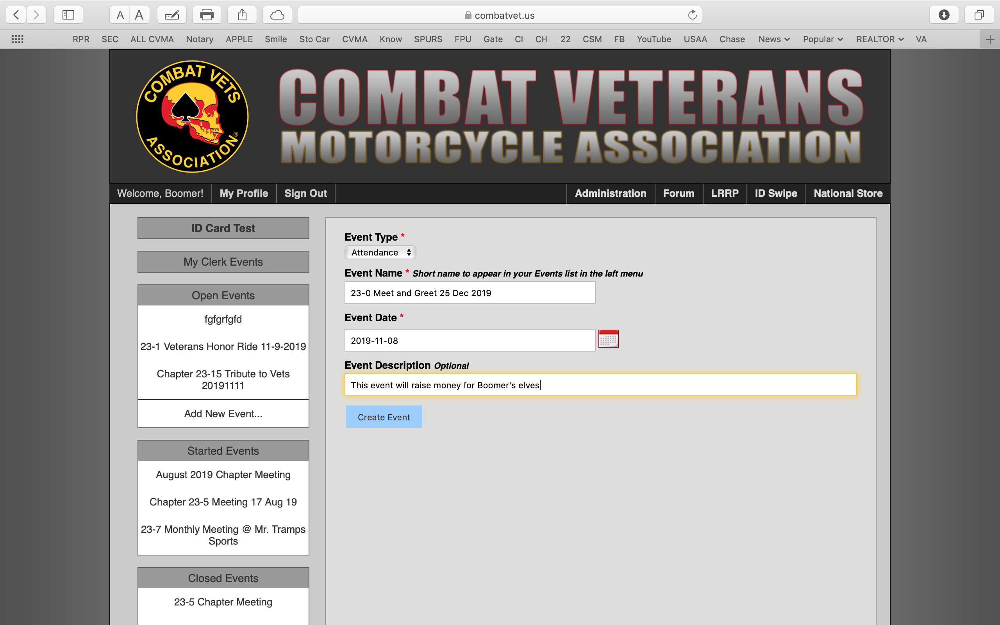 A A combatvet.us
RPR SEC ALL CVMA Notary APPLE Smile Sto Car CVMA Know SPURS FPU Gate CI CH 22 CSM FB YouTube USAA Chase News Popular REALTOR VA
COMBAT VETS
ASSOCIATION ®
COMBAT VETERANS
MOTORCYCLE ASSOCIATION
Welcome, Boomer! My Profile Sign Out Administration Forum LRRP ID Swipe National Store
ID Card Test
My Clerk Events
Open Events
fgfgrfgfd
23-1 Veterans Honor Ride 11-9-2019
Chapter 23-15 Tribute to Vets
20191111
Add New Event...
Started Events
August 2019 Chapter Meeting
Chapter 23-5 Meeting 17 Aug 19
23-7 Monthly Meeting @ Mr. Tramps
Sports
Closed Events
23-5 Chapter Meeting
Event Type *
Attendance
Event Name * Short name to appear in your Events list in the left menu
23-0 Meet and Greet 25 Dec 2019
Event Date *
2019-11-08
Event Description Optional
This event will raise money for Boomer's elves
Create Event